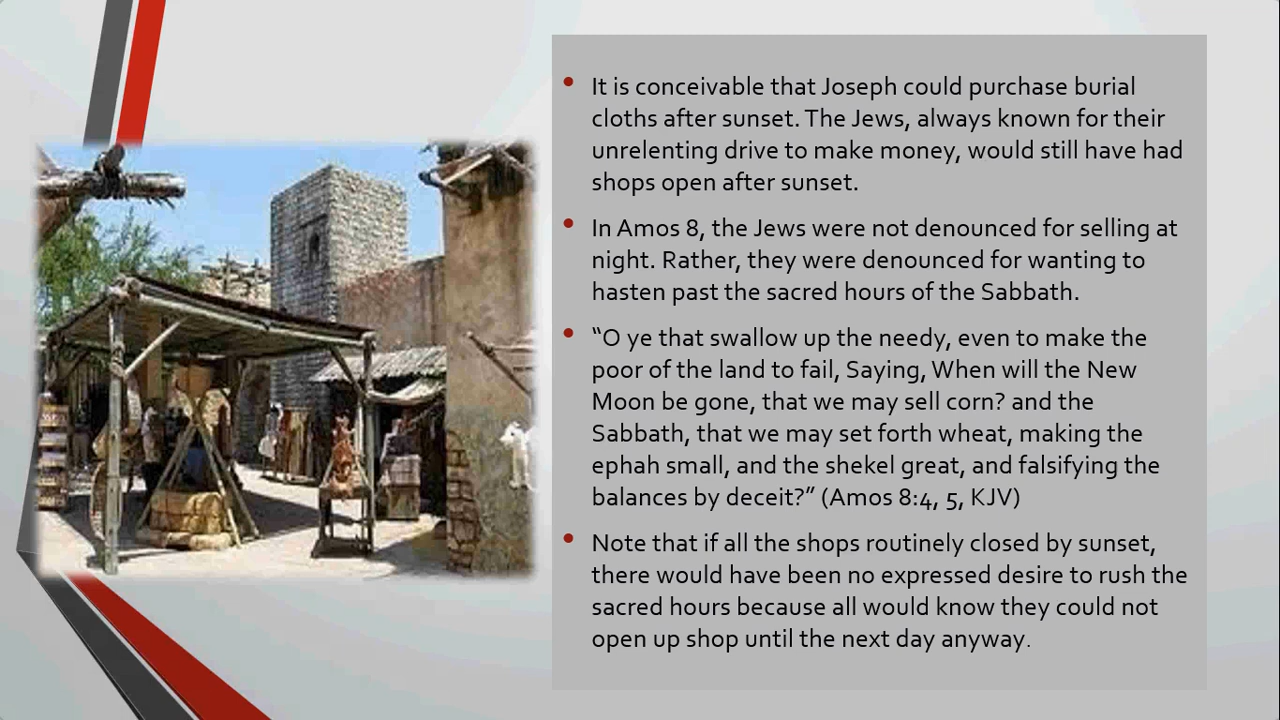 • It is conceivable that Joseph could purchase burial
cloths after sunset. The Jews, always known for their
unrelenting drive to make money, would still have had
shops open after sunset.
• In Amos 8, the Jews were not denounced for selling at
night. Rather, they were denounced for wanting to
hasten past the sacred hours of the Sabbath.
• “O ye that swallow up the needy, even to make the
poor of the land to fail, Saying, When will the New
Moon be gone, that we may sell corn? and the
Sabbath, that we may set forth wheat, making the
ephah small, and the shekel great, and falsifying the
balances by deceit?” (Amos 8:4, 5, KJV)
• Note that if all the shops routinely closed by sunset,
there would have been no expressed desire to rush the
sacred hours because all would know they could not
open up shop until the next day anyway.